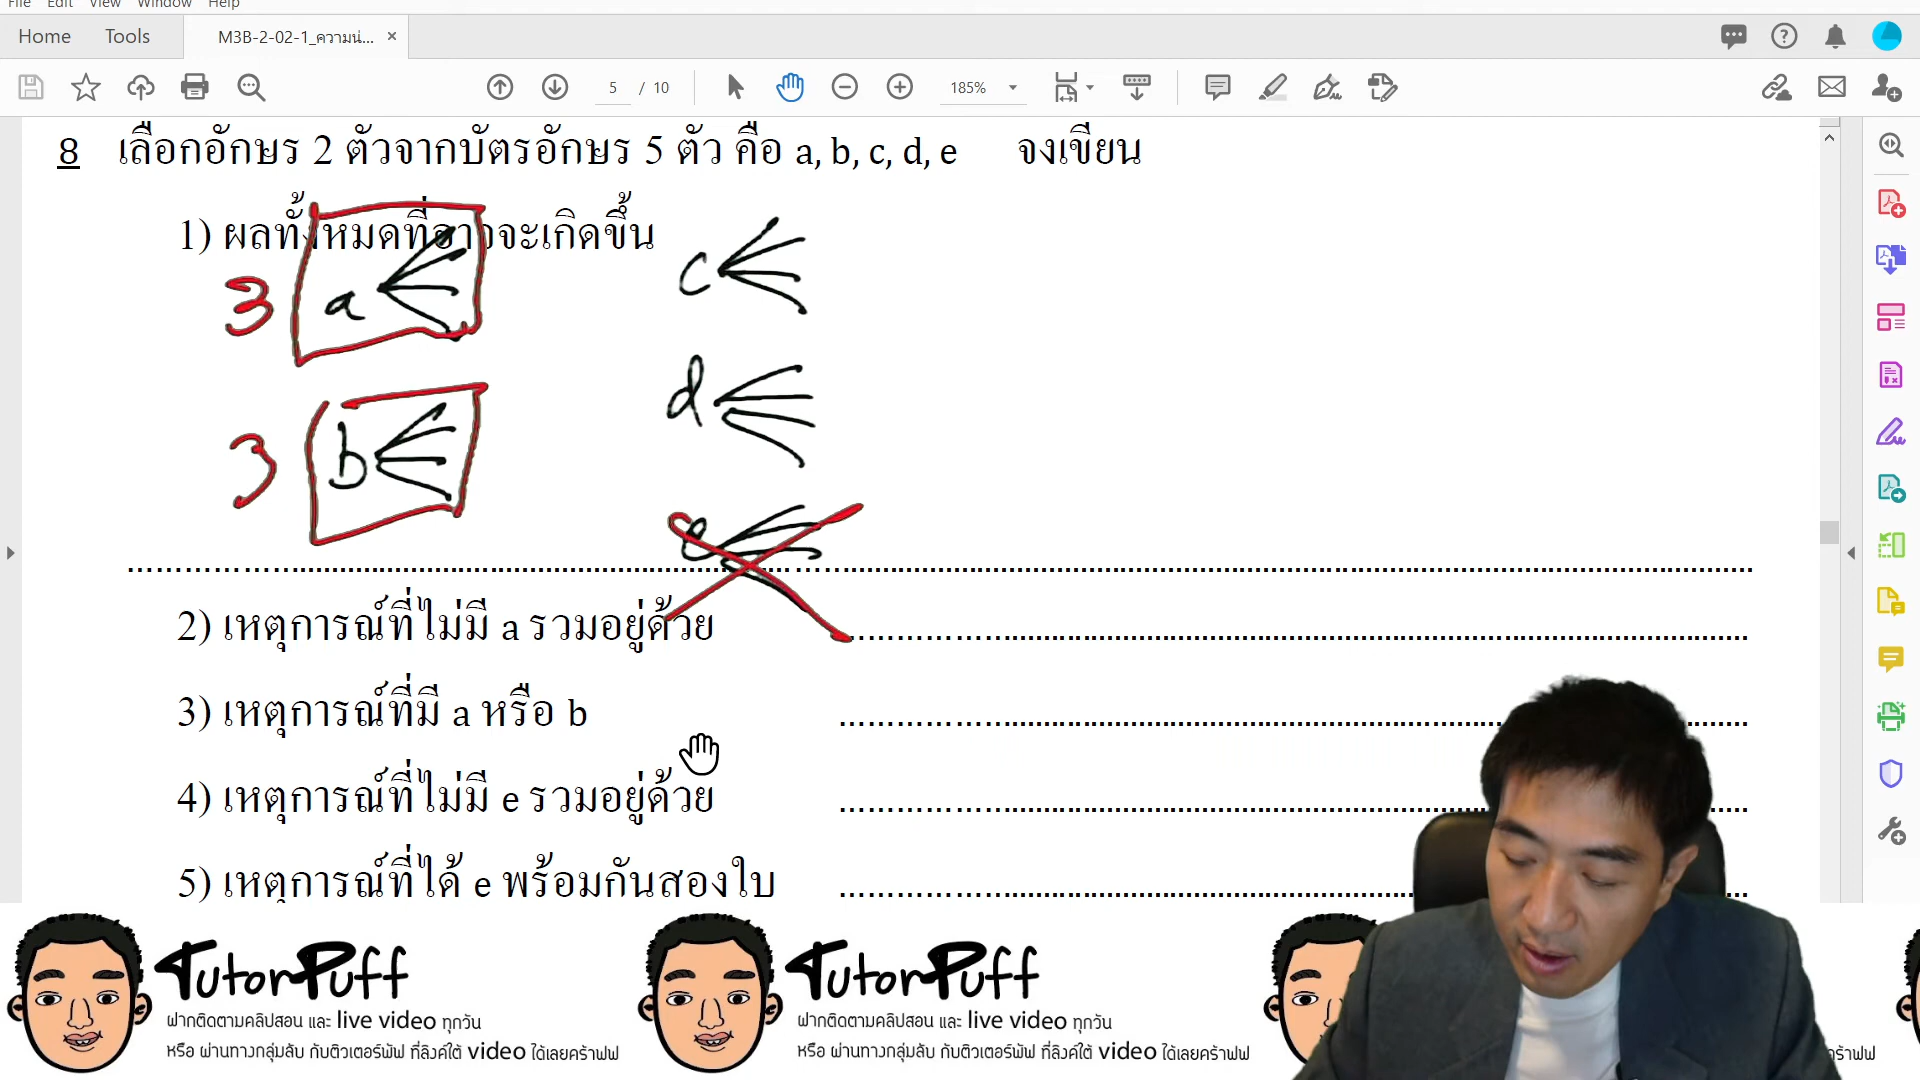 File Edit View Window Help
Home Tools M3B-2-02-1_ความน่... ×
5 / 10 185%
8 เลือกอักษร 2 ตัวจากบัตรอักษร 5 ตัว คือ a, b, c, d, e จงเขียน
1) ผลทั้งหมดที่อาจจะเกิดขึ้น
3 a
c
3 b
d
e
2) เหตุการณ์ที่ไม่มี a รวมอยู่ด้วย
3) เหตุการณ์ที่มี a หรือ b
4) เหตุการณ์ที่ไม่มี e รวมอยู่ด้วย
5) เหตุการณ์ที่ได้ e พร้อมกันสองใบ
TutorPuff TutorPuff
ฝากติดตามคลิปสอน และ live video ทุกวัน ฝากติดตามคลิปสอน และ live video ทุกวัน
หรือ ผ่านทางกลุ่มลับ กับติวเตอร์พัฟ ที่ลิงค์ใต้ video ได้เลยคร้าฟฟ หรือ ผ่านทางกลุ่มลับ กับติวเตอร์พัฟ ที่ลิงค์ใต้ video ได้เลยคร้าฟฟ